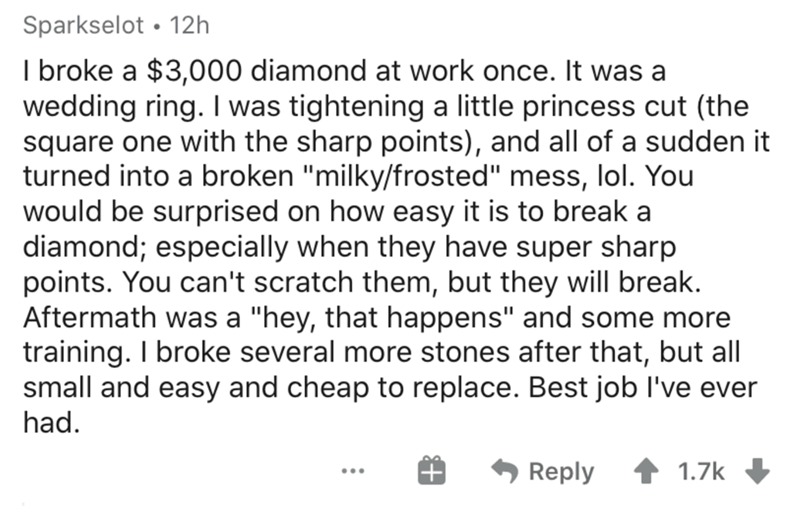 Sparkselot • 12h
I broke a $3,000 diamond at work once. It was a
wedding ring. I was tightening a little princess cut (the
square one with the sharp points), and all of a sudden it
turned into a broken "milky/frosted" mess, lol. You
would be surprised on how easy it is to break a
diamond; especially when they have super sharp
points. You can't scratch them, but they will break.
Aftermath was a "hey, that happens" and some more
training. I broke several more stones after that, but all
small and easy and cheap to replace. Best job I've ever
had.
Reply 1.7k